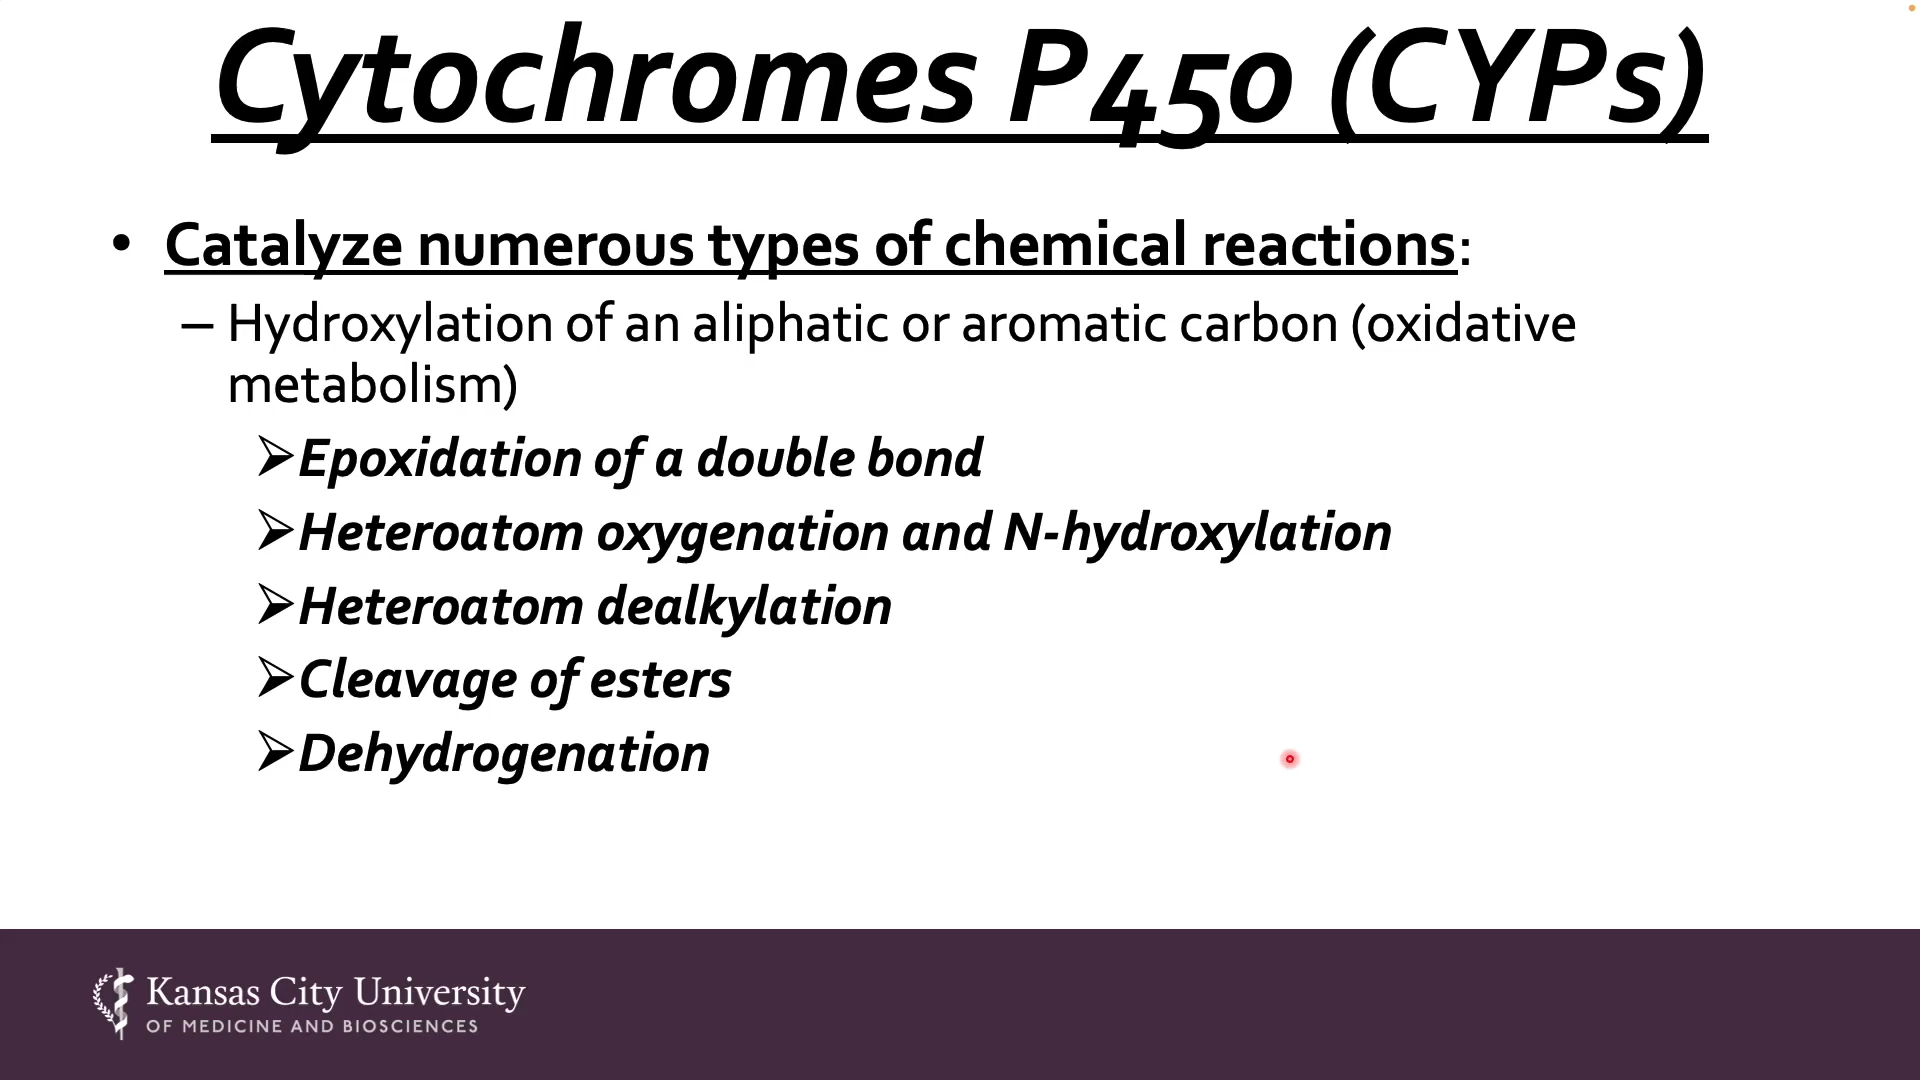 Cytochromes P450 (CYPs)
• Catalyze numerous types of chemical reactions:
– Hydroxylation of an aliphatic or aromatic carbon (oxidative
metabolism)
➢Epoxidation of a double bond
➢Heteroatom oxygenation and N-hydroxylation
➢Heteroatom dealkylation
➢Cleavage of esters
➢Dehydrogenation
Kansas City University
OF MEDICINE AND BIOSCIENCES